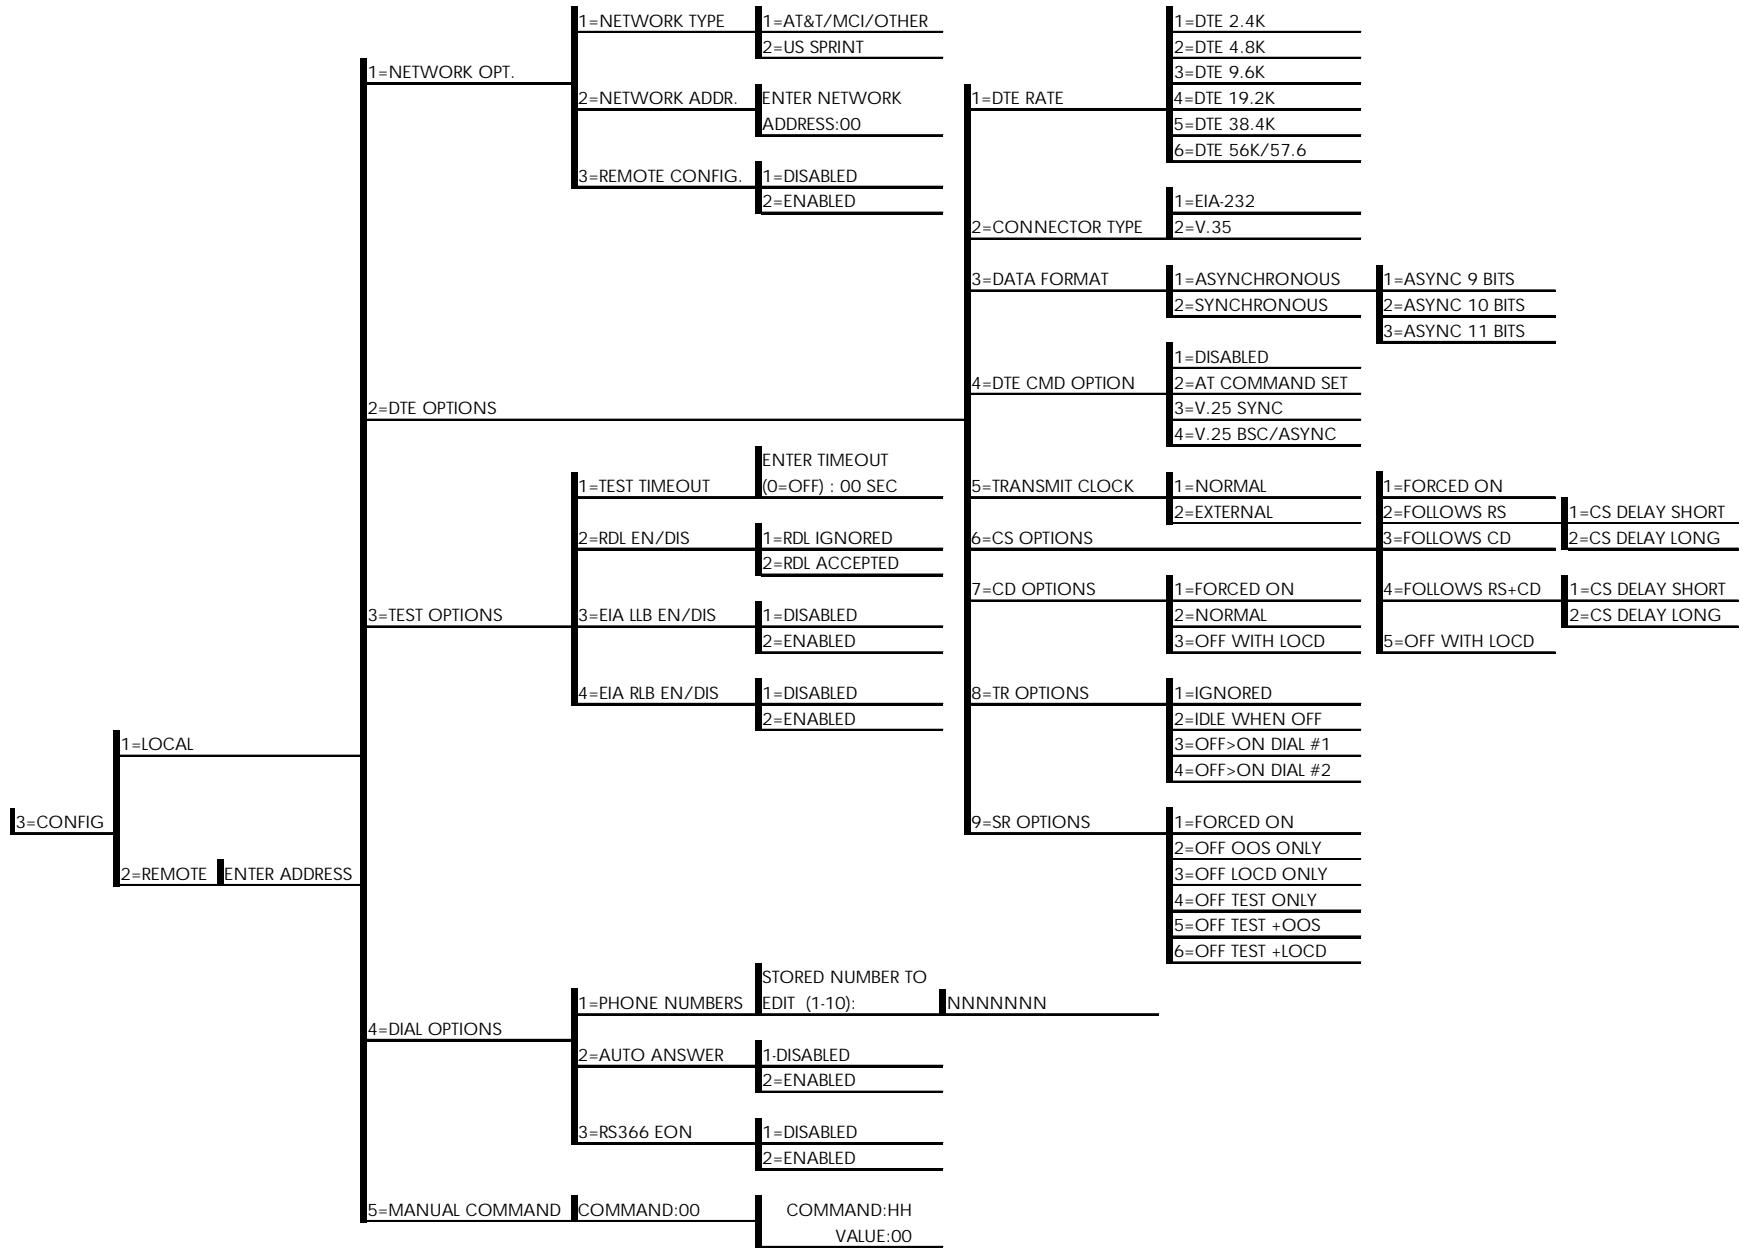 3=CONFIG
1=LOCAL
2=REMOTE
ENTER ADDRESS
1=NETWORK OPT.
1=NETWORK TYPE
1=AT&T/MCI/OTHER
2=US SPRINT
2=NETWORK ADDR.
ENTER NETWORK
ADDRESS:00
3=REMOTE CONFIG.
1=DISABLED
2=ENABLED
2=DTE OPTIONS
1=DTE RATE
1=DTE 2.4K
2=DTE 4.8K
3=DTE 9.6K
4=DTE 19.2K
5=DTE 38.4K
6=DTE 56K/57.6
2=CONNECTOR TYPE
1=EIA-232
2=V.35
3=DATA FORMAT
1=ASYNCHRONOUS
1=ASYNC 9 BITS
2=ASYNC 10 BITS
3=ASYNC 11 BITS
2=SYNCHRONOUS
4=DTE CMD OPTION
1=DISABLED
2=AT COMMAND SET
3=V.25 SYNC
4=V.25 BSC/ASYNC
5=TRANSMIT CLOCK
1=NORMAL
2=EXTERNAL
6=CS OPTIONS
1=FORCED ON
2=FOLLOWS RS
1=CS DELAY SHORT
2=CS DELAY LONG
3=FOLLOWS CD
4=FOLLOWS RS+CD
1=CS DELAY SHORT
2=CS DELAY LONG
5=OFF WITH LOCD
7=CD OPTIONS
1=FORCED ON
2=NORMAL
3=OFF WITH LOCD
8=TR OPTIONS
1=IGNORED
2=IDLE WHEN OFF
3=OFF>ON DIAL #1
4=OFF>ON DIAL #2
9=SR OPTIONS
1=FORCED ON
2=OFF OOS ONLY
3=OFF LOCD ONLY
4=OFF TEST ONLY
5=OFF TEST +OOS
6=OFF TEST +LOCD
3=TEST OPTIONS
1=TEST TIMEOUT
ENTER TIMEOUT
(0=OFF) : 00 SEC
2=RDL EN/DIS
1=RDL IGNORED
2=RDL ACCEPTED
3=EIA LLB EN/DIS
1=DISABLED
2=ENABLED
4=EIA RLB EN/DIS
1=DISABLED
2=ENABLED
4=DIAL OPTIONS
1=PHONE NUMBERS
STORED NUMBER TO
EDIT (1-10):
NNNNNNN
2=AUTO ANSWER
1-DISABLED
2=ENABLED
3=RS366 EON
1=DISABLED
2=ENABLED
5=MANUAL COMMAND
COMMAND:00
COMMAND:HH
VALUE:00